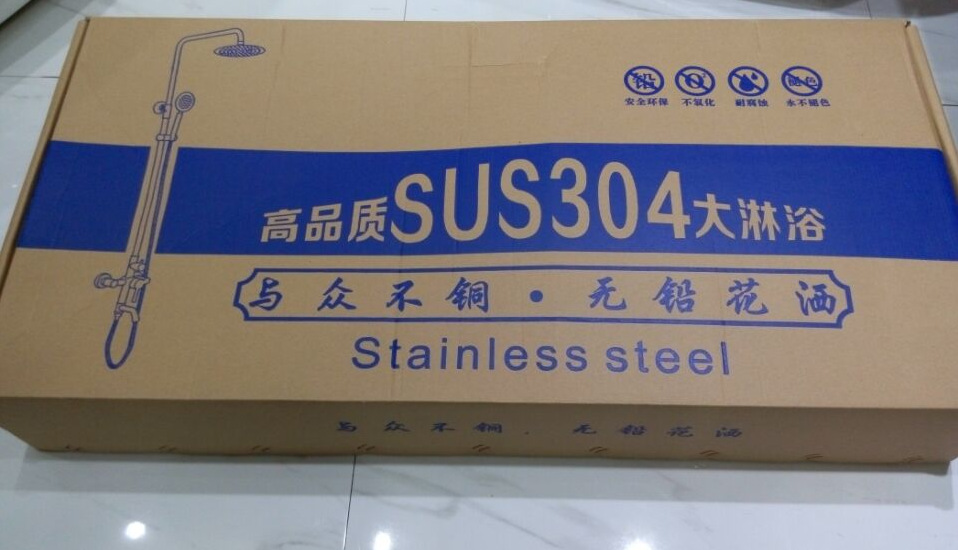 安全环保 不氧化 耐腐蚀 永不褪色
高品质SUS304大淋浴
与众不铜·无铅花洒
Stainless steel
与众不铜.无铅花洒